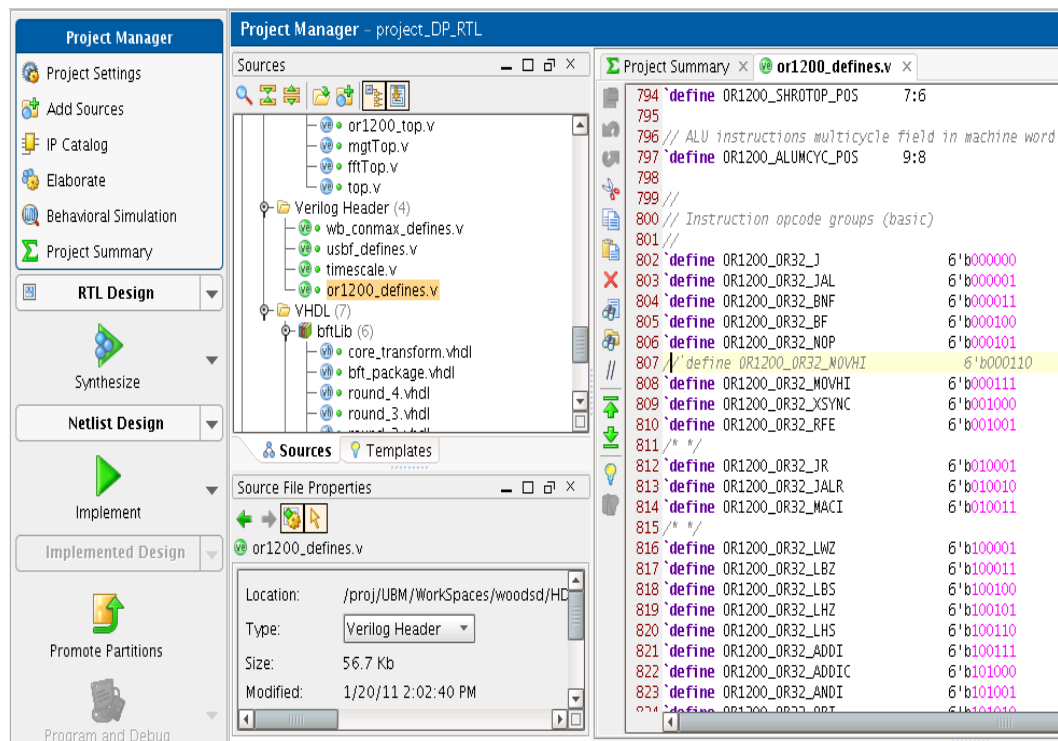 Project Manager
Project Settings
Add Sources
IP Catalog
Elaborate
Behavioral Simulation
Project Summary
RTL Design
Synthesize
Netlist Design
Implement
Implemented Design
Promote Partitions
Program and Debug
Project Manager – project_DP_RTL
Sources
or1200_top.v
mgtTop.v
fftTop.v
top.v
Verilog Header (4)
wb_conmax_defines.v
usbf_defines.v
timescale.v
or1200_defines.v
VHDL (7)
bftLib (6)
core_transform.vhdl
bft_package.vhdl
round_4.vhdl
round_3.vhdl
Sources Templates
Source File Properties
or1200_defines.v
Location: /proj/UBM/WorkSpaces/woodsd/HD
Type: Verilog Header
Size: 56.7 Kb
Modified: 1/20/11 2:02:40 PM
Project Summary or1200_defines.v
794 `define OR1200_SHROTOP_POS 7:6
795
796 // ALU instructions multicycle field in machine word
797 `define OR1200_ALUMCYC_POS 9:8
798
799 //
800 // Instruction opcode groups (basic)
801 //
802 `define OR1200_OR32_J 6'b000000
803 `define OR1200_OR32_JAL 6'b000001
804 `define OR1200_OR32_BNF 6'b000011
805 `define OR1200_OR32_BF 6'b000100
806 `define OR1200_OR32_NOP 6'b000101
807 //`define OR1200_OR32_MOVHI 6'b000110
808 `define OR1200_OR32_MOVHI 6'b000111
809 `define OR1200_OR32_XSYNC 6'b001000
810 `define OR1200_OR32_RFE 6'b001001
811 /* */
812 `define OR1200_OR32_JR 6'b010001
813 `define OR1200_OR32_JALR 6'b010010
814 `define OR1200_OR32_MACI 6'b010011
815 /* */
816 `define OR1200_OR32_LWZ 6'b100001
817 `define OR1200_OR32_LBZ 6'b100011
818 `define OR1200_OR32_LBS 6'b100100
819 `define OR1200_OR32_LHZ 6'b100101
820 `define OR1200_OR32_LHS 6'b100110
821 `define OR1200_OR32_ADDI 6'b100111
822 `define OR1200_OR32_ADDIC 6'b101000
823 `define OR1200_OR32_ANDI 6'b101001